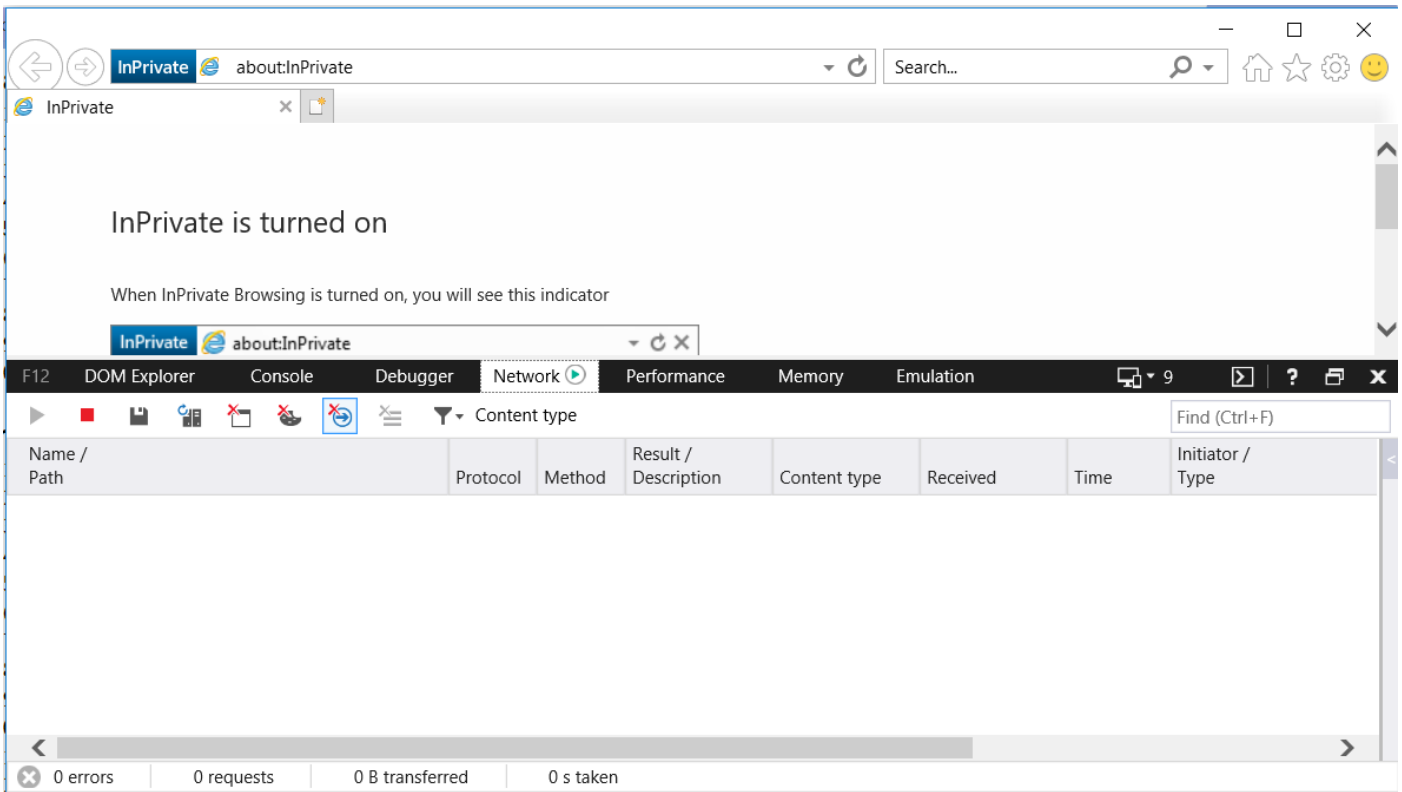 InPrivate about:InPrivate Search...
InPrivate
InPrivate is turned on
When InPrivate Browsing is turned on, you will see this indicator
InPrivate about:InPrivate
F12 DOM Explorer Console Debugger Network Performance Memory Emulation 9 ?
Content type Find (Ctrl+F)
Name / Result / Initiator /
Path Protocol Method Description Content type Received Time Type
0 errors 0 requests 0 B transferred 0 s taken